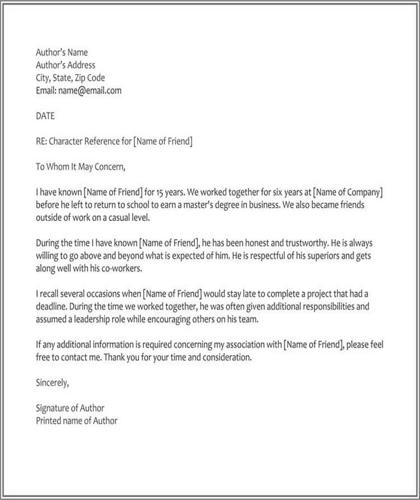 Author's Name
Author's Address
City, State, Zip Code
Email: name@email.com
DATE
RE: Character Reference for [Name of Friend]
To Whom It May Concern,
I have known [Name of Friend] for 15 years. We worked together for six years at [Name of Company]
before he left to return to school to earn a master's degree in business. We also became friends
outside of work on a casual level.
During the time I have known [Name of Friend], he has been honest and trustworthy. He is always
willing to go above and beyond what is expected of him. He is respectful of his superiors and gets
along well with his co-workers.
I recall several occasions when [Name of Friend] would stay late to complete a project that had a
deadline. During the time we worked together, he was often given additional responsibilities and
assumed a leadership role while encouraging others on his team.
If any additional information is required concerning my association with [Name of Friend], please feel
free to contact me. Thank you for your time and consideration.
Sincerely,
Signature of Author
Printed name of Author